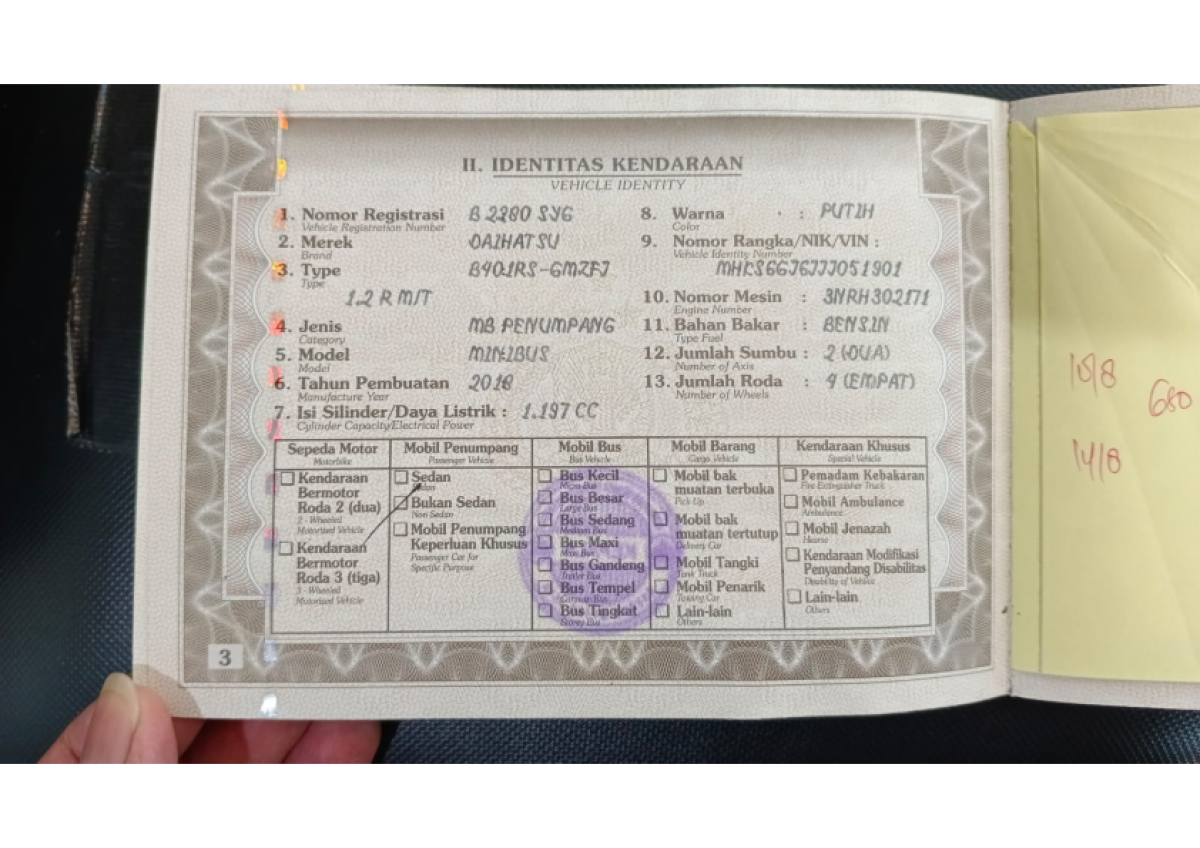 II. IDENTITAS KENDARAAN
VEHICLE IDENTITY
1. Nomor Registrasi B 2280 SYG
Vehicle Registration Number
2. Merek DAIHATSU
Brand
3. Type B401RS-GMZFJ
Type
1.2 R M/T
4. Jenis MB PENUMPANG
Category
5. Model MINIBUS
Model
6. Tahun Pembuatan 2018
Manufacture Year
7. Isi Silinder/Daya Listrik : 1.197 CC
Cylinder Capacity/Electrical Power
8. Warna : PUTIH
Color
9. Nomor Rangka/NIK/VIN :
Vehicle Identity Number
MHKS6GJ6JJJ051901
10. Nomor Mesin : 3NRH302171
Engine Number
11. Bahan Bakar : BENSIN
Type Fuel
12. Jumlah Sumbu : 2 (DUA)
Number of Axis
13. Jumlah Roda : 4 (EMPAT)
Number of Wheels
Sepeda Motor
Motorbike
Kendaraan
Bermotor
Roda 2 (dua)
2 - Wheeled
Motorised Vehicle
Kendaraan
Bermotor
Roda 3 (tiga)
3 - Wheeled
Motorised Vehicle
Mobil Penumpang
Passenger Vehicle
Sedan
Sedan
Bukan Sedan
Non Sedan
Mobil Penumpang
Keperluan Khusus
Passenger Car for
Specific Purpose
Mobil Bus
Bus Vehicle
Bus Kecil
Micro Bus
Bus Besar
Large Bus
Bus Sedang
Medium Bus
Bus Maxi
Maxi Bus
Bus Gandeng
Bus Tempel
Bus Tingkat
Storey Bus
Mobil Barang
Cargo Vehicle
Mobil bak
muatan terbuka
Pick Up
Mobil bak
muatan tertutup
Delivery Car
Mobil Tangki
Tank Truck
Mobil Penarik
Towing Car
Lain-lain
Others
Kendaraan Khusus
Special Vehicle
Pemadam Kebakaran
Fire Extinguisher Truck
Mobil Ambulance
Ambulance
Mobil Jenazah
Hearse
Kendaraan Modifikasi
Penyandang Disabilitas
Disability of Vehicle
Lain-lain
Others
3
10/8
680
14/8